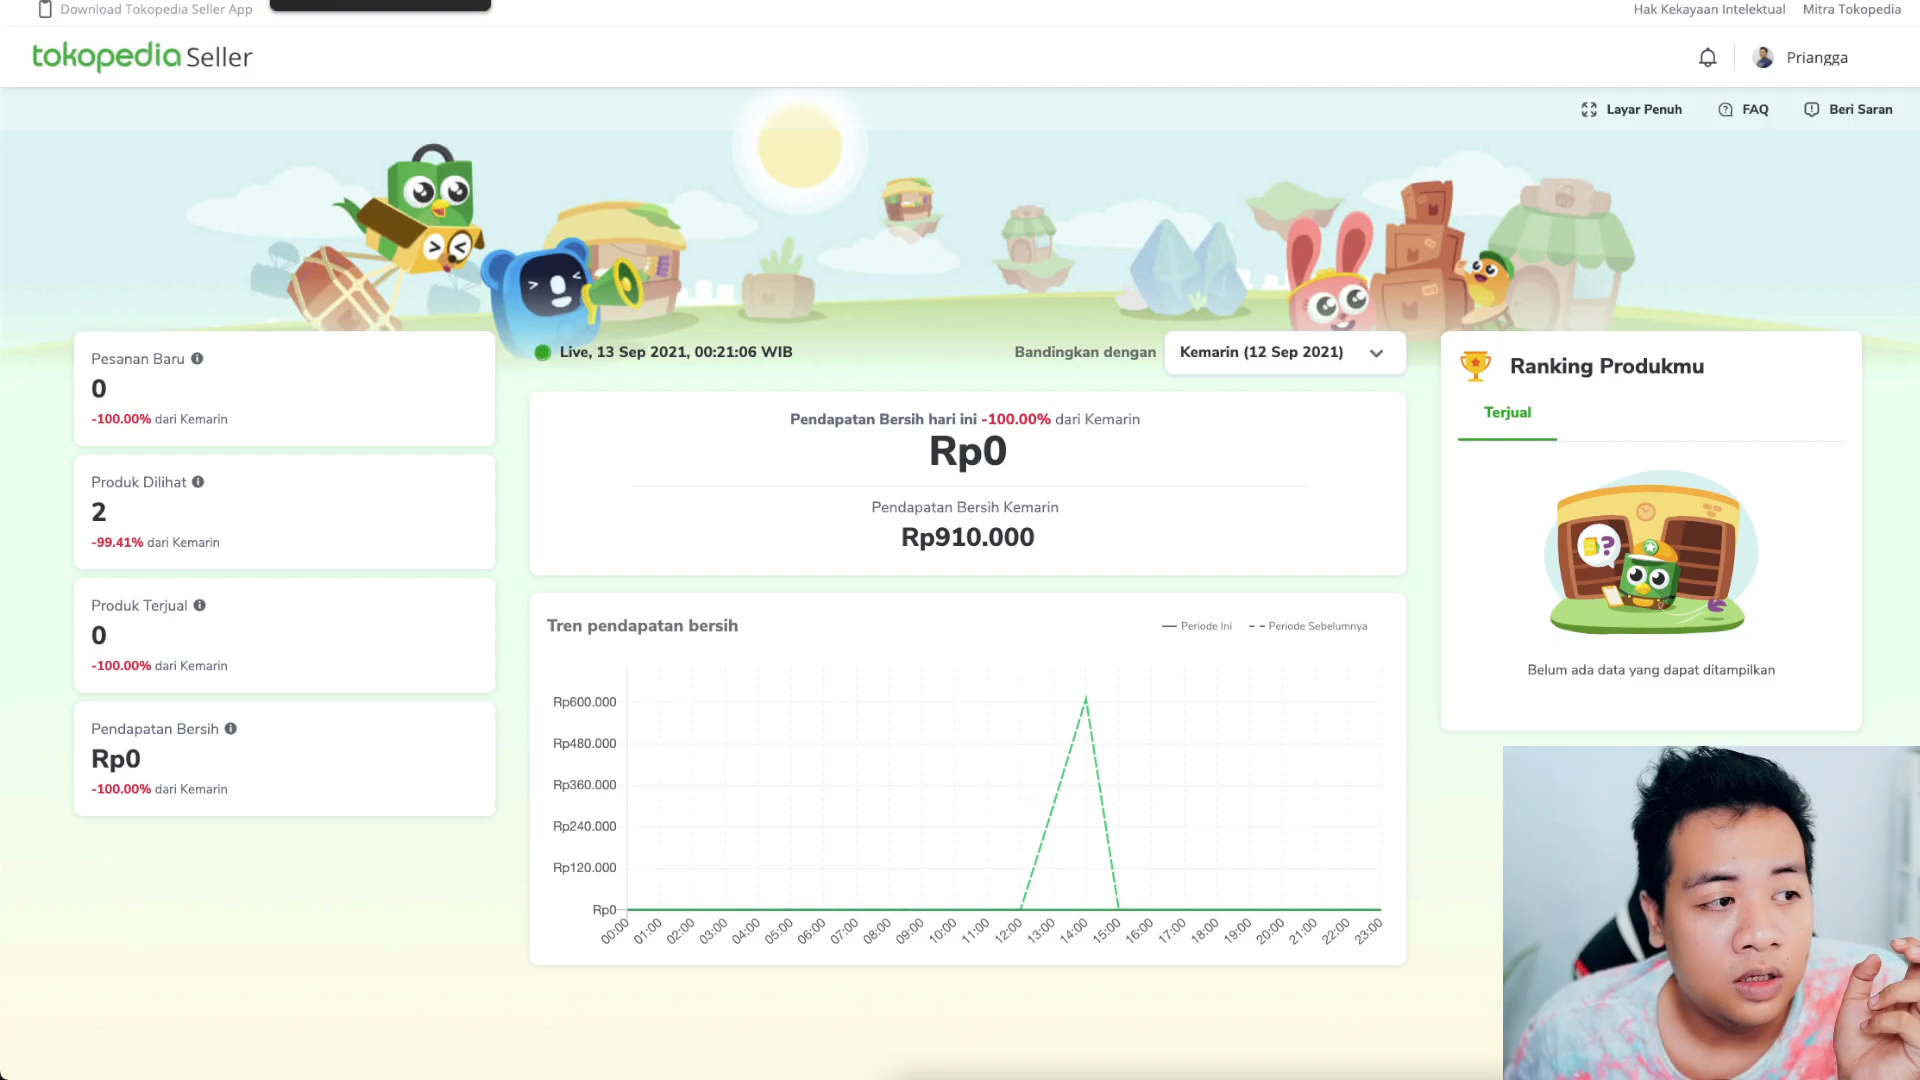 Download Tokopedia Seller App
Hak Kekayaan Intelektual
Mitra Tokopedia
tokopedia Seller
Priangga
Layar Penuh
FAQ
Beri Saran
Pesanan Baru
0
-100.00% dari Kemarin
Produk Dilihat
2
-99.41% dari Kemarin
Produk Terjual
0
-100.00% dari Kemarin
Pendapatan Bersih
Rp0
-100.00% dari Kemarin
Live, 13 Sep 2021, 00:21:06 WIB
Bandingkan dengan
Kemarin (12 Sep 2021)
Pendapatan Bersih hari ini -100.00% dari Kemarin
Rp0
Pendapatan Bersih Kemarin
Rp910.000
Tren pendapatan bersih
Periode Ini
Periode Sebelumnya
Rp600.000
Rp480.000
Rp360.000
Rp240.000
Rp120.000
Rp0
00:00 01:00 02:00 03:00 04:00 05:00 06:00 07:00 08:00 09:00 10:00 11:00 12:00 13:00 14:00 15:00 16:00 17:00 18:00 19:00 20:00 21:00 22:00 23:00
Ranking Produkmu
Terjual
?
Belum ada data yang dapat ditampilkan